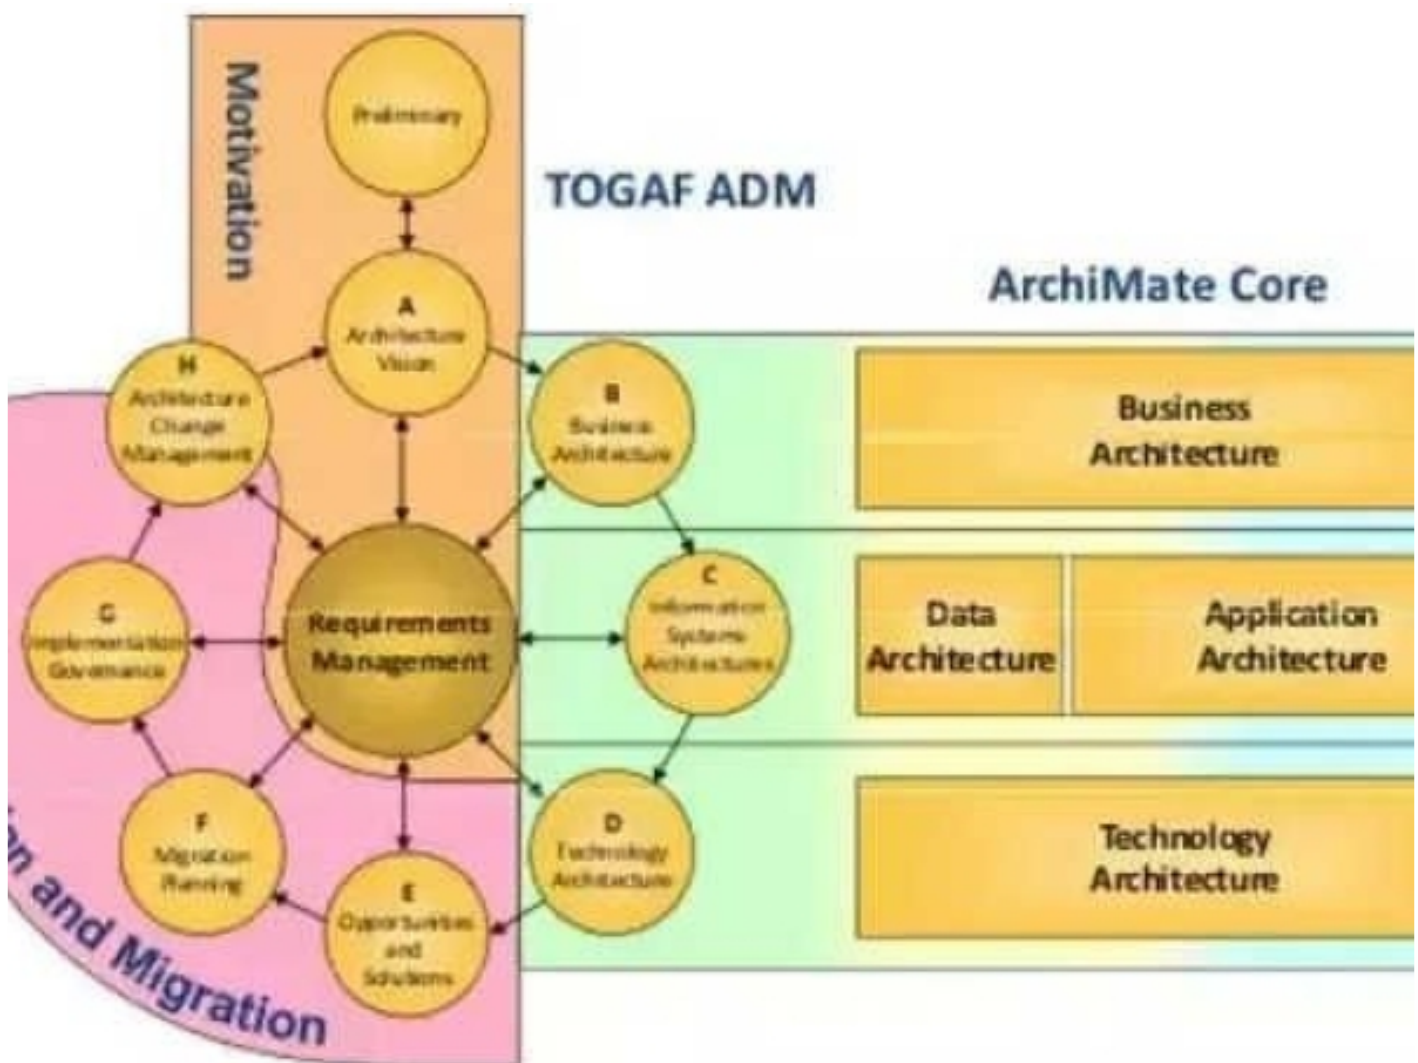 Motivation
Preliminary
TOGAF ADM
ArchiMate Core
A
Architecture
Vision
H
Architecture
Change
Management
B
Business
Architecture
Business
Architecture
G
Implementation
Governance
Requirements
Management
C
Information
Systems
Architectures
Data
Architecture
Application
Architecture
F
Migration
Planning
E
Opportunities
and
Solutions
D
Technology
Architecture
Technology
Architecture
and Migration